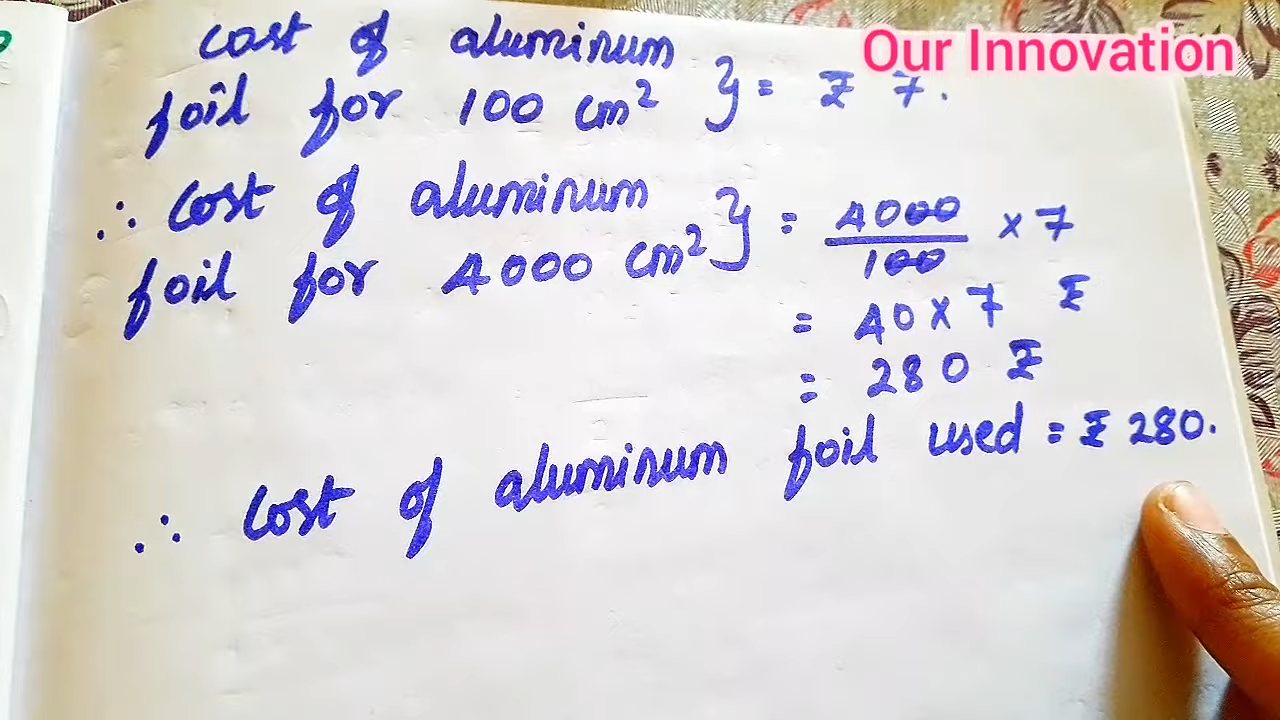 Our Innovation
cost of aluminum
foil for 100 cm² } = ₹ 7.
∴ cost of aluminum
foil for 4000 cm² } = 4000/100 × 7
= 40 × 7 ₹
= 280 ₹
∴ cost of aluminum foil used = ₹ 280.